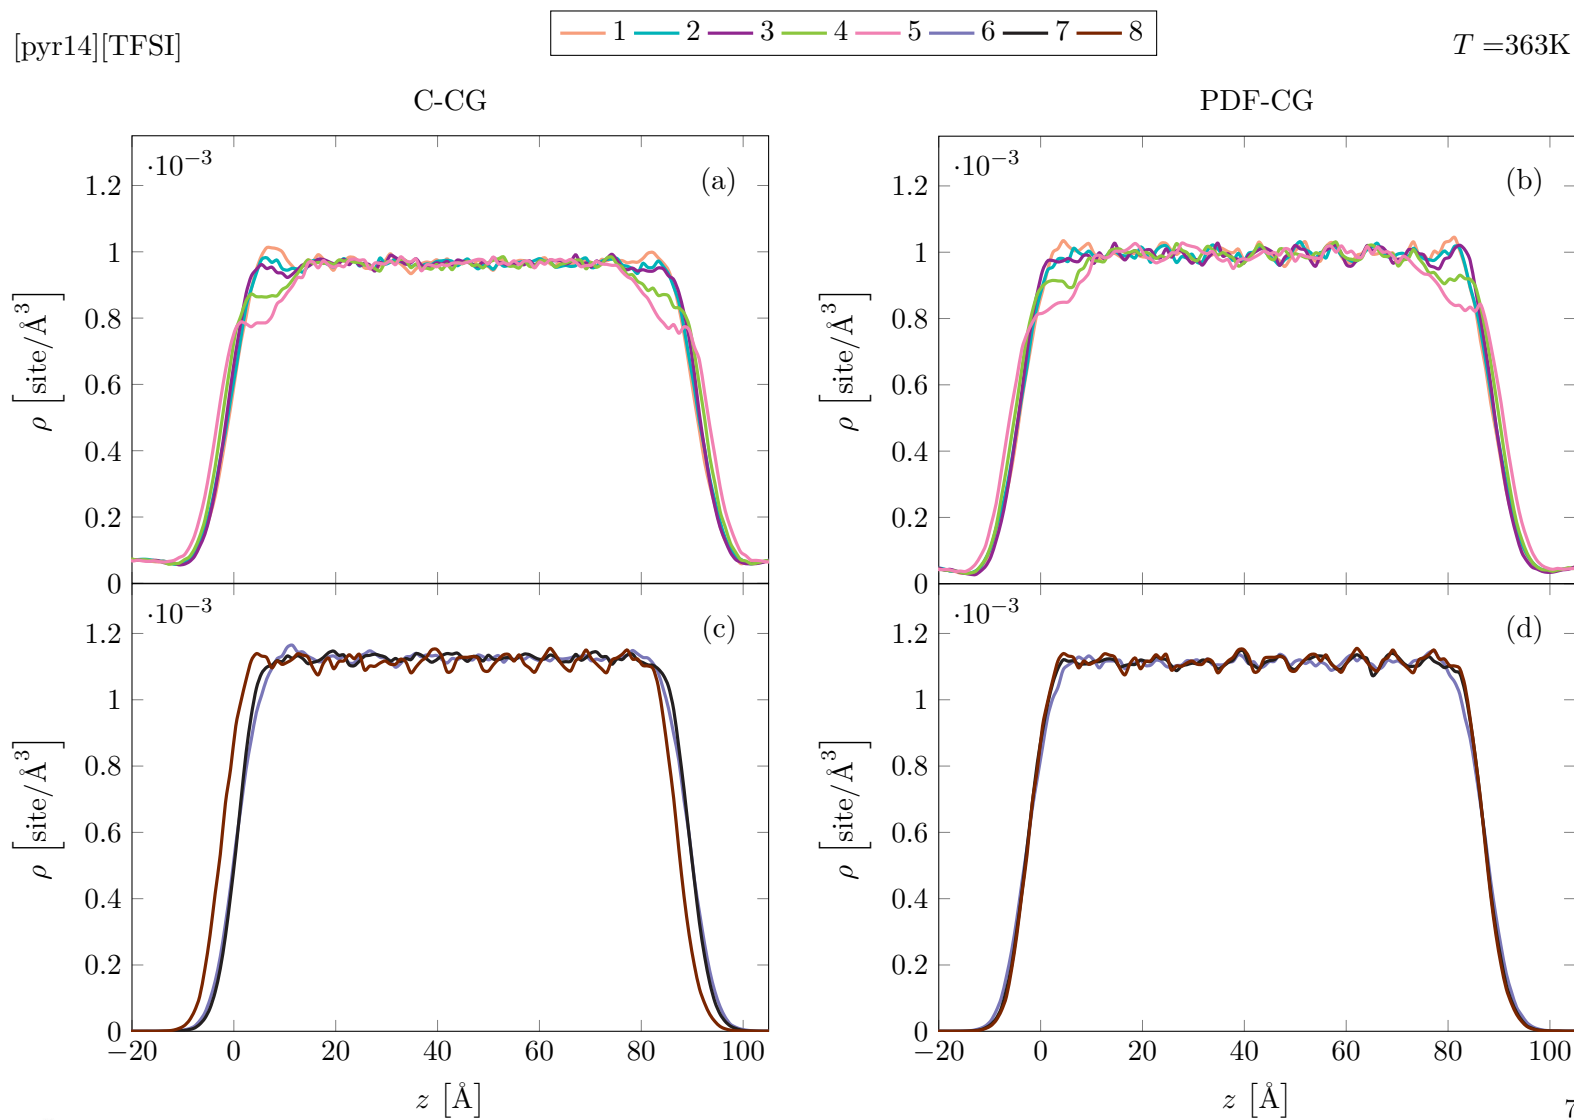 1 2 3 4 5 6 7 8
[pyr14][TFSI]
T =363K
C-CG
PDF-CG
·10⁻³
(a)
1.2
1
0.8
0.6
0.4
0.2
0
ρ [site/Å³]
·10⁻³
(b)
1.2
1
0.8
0.6
0.4
0.2
0
ρ [site/Å³]
·10⁻³
(c)
1.2
1
0.8
0.6
0.4
0.2
0
ρ [site/Å³]
−20 0 20 40 60 80 100
z [Å]
·10⁻³
(d)
1.2
1
0.8
0.6
0.4
0.2
0
ρ [site/Å³]
−20 0 20 40 60 80 100
z [Å]
7